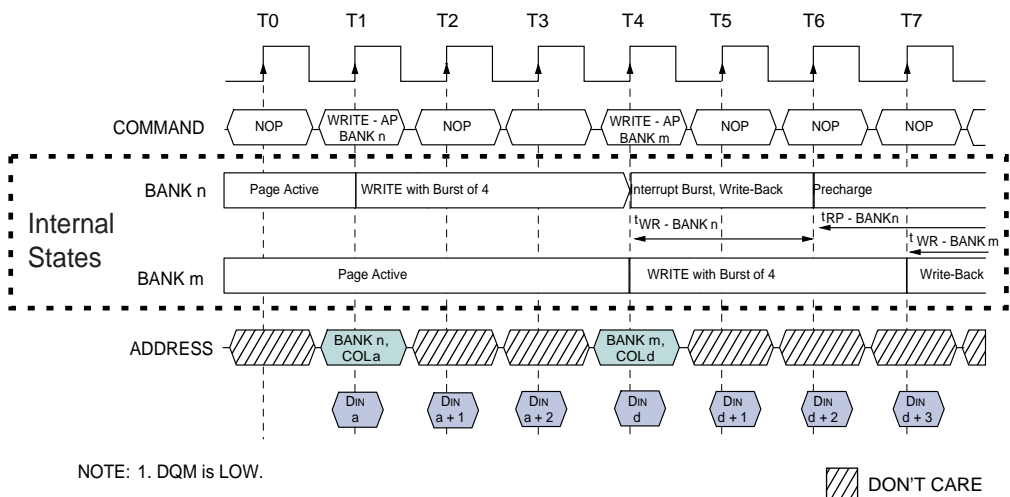 T0 T1 T2 T3 T4 T5 T6 T7
COMMAND NOP WRITE - AP BANK n NOP WRITE - AP BANK m NOP NOP NOP
Internal States
BANK n Page Active WRITE with Burst of 4 Interrupt Burst, Write-Back Precharge
tWR - BANK n tRP - BANK n
t WR - BANK m
BANK m Page Active WRITE with Burst of 4 Write-Back
ADDRESS BANK n, COL a BANK m, COL d
DIN a DIN a + 1 DIN a + 2 DIN d DIN d + 1 DIN d + 2 DIN d + 3
NOTE: 1. DQM is LOW.
DON'T CARE